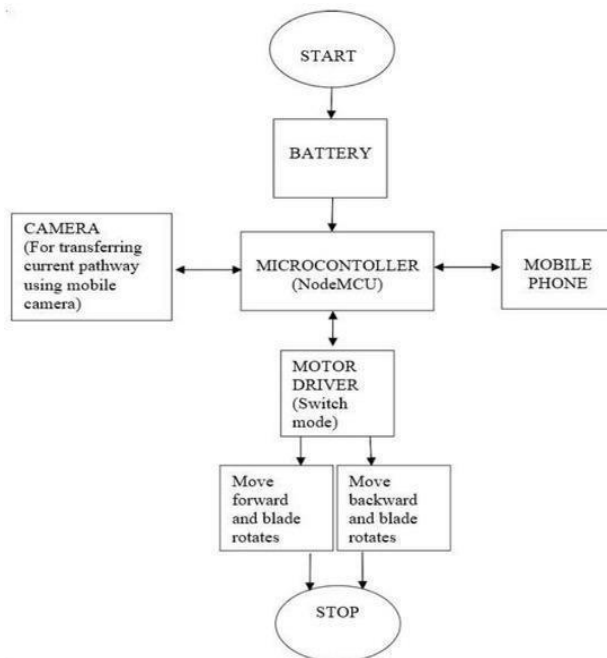 START
BATTERY
CAMERA
(For transferring
current pathway
using mobile
camera)
MICROCONTOLLER
(NodeMCU)
MOBILE
PHONE
MOTOR
DRIVER
(Switch
mode)
Move
forward
and blade
rotates
Move
backward
and blade
rotates
STOP